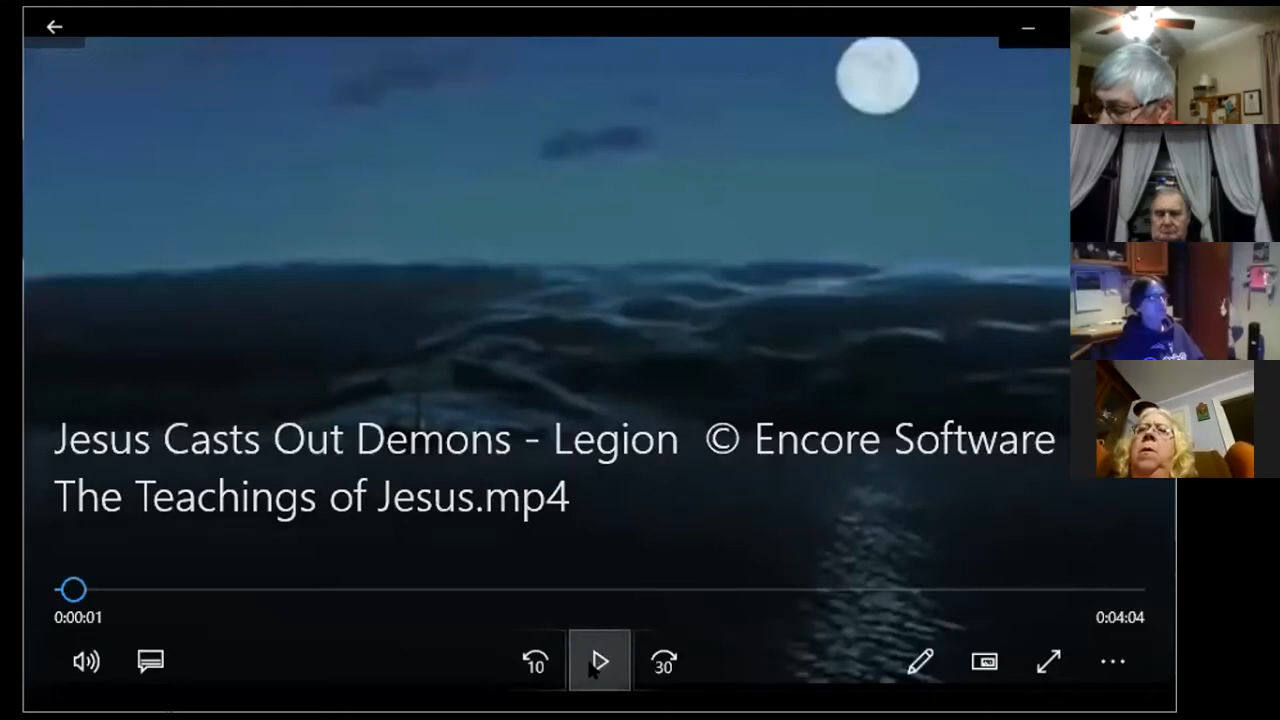 Jesus Casts Out Demons - Legion © Encore Software
The Teachings of Jesus.mp4
0:00:01
0:04:04
10
30